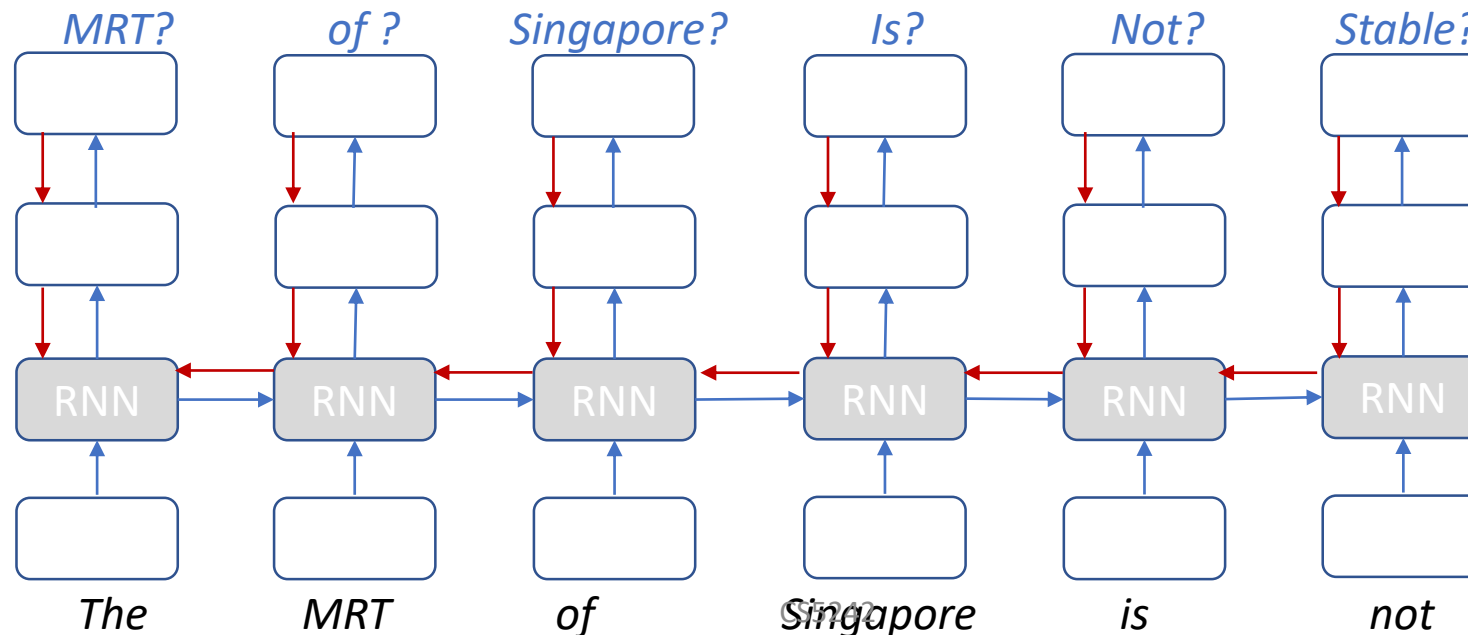 MRT? of ? Singapore? Is? Not? Stable?
RNN RNN RNN RNN RNN RNN
The MRT of Singapore is not
CS5242